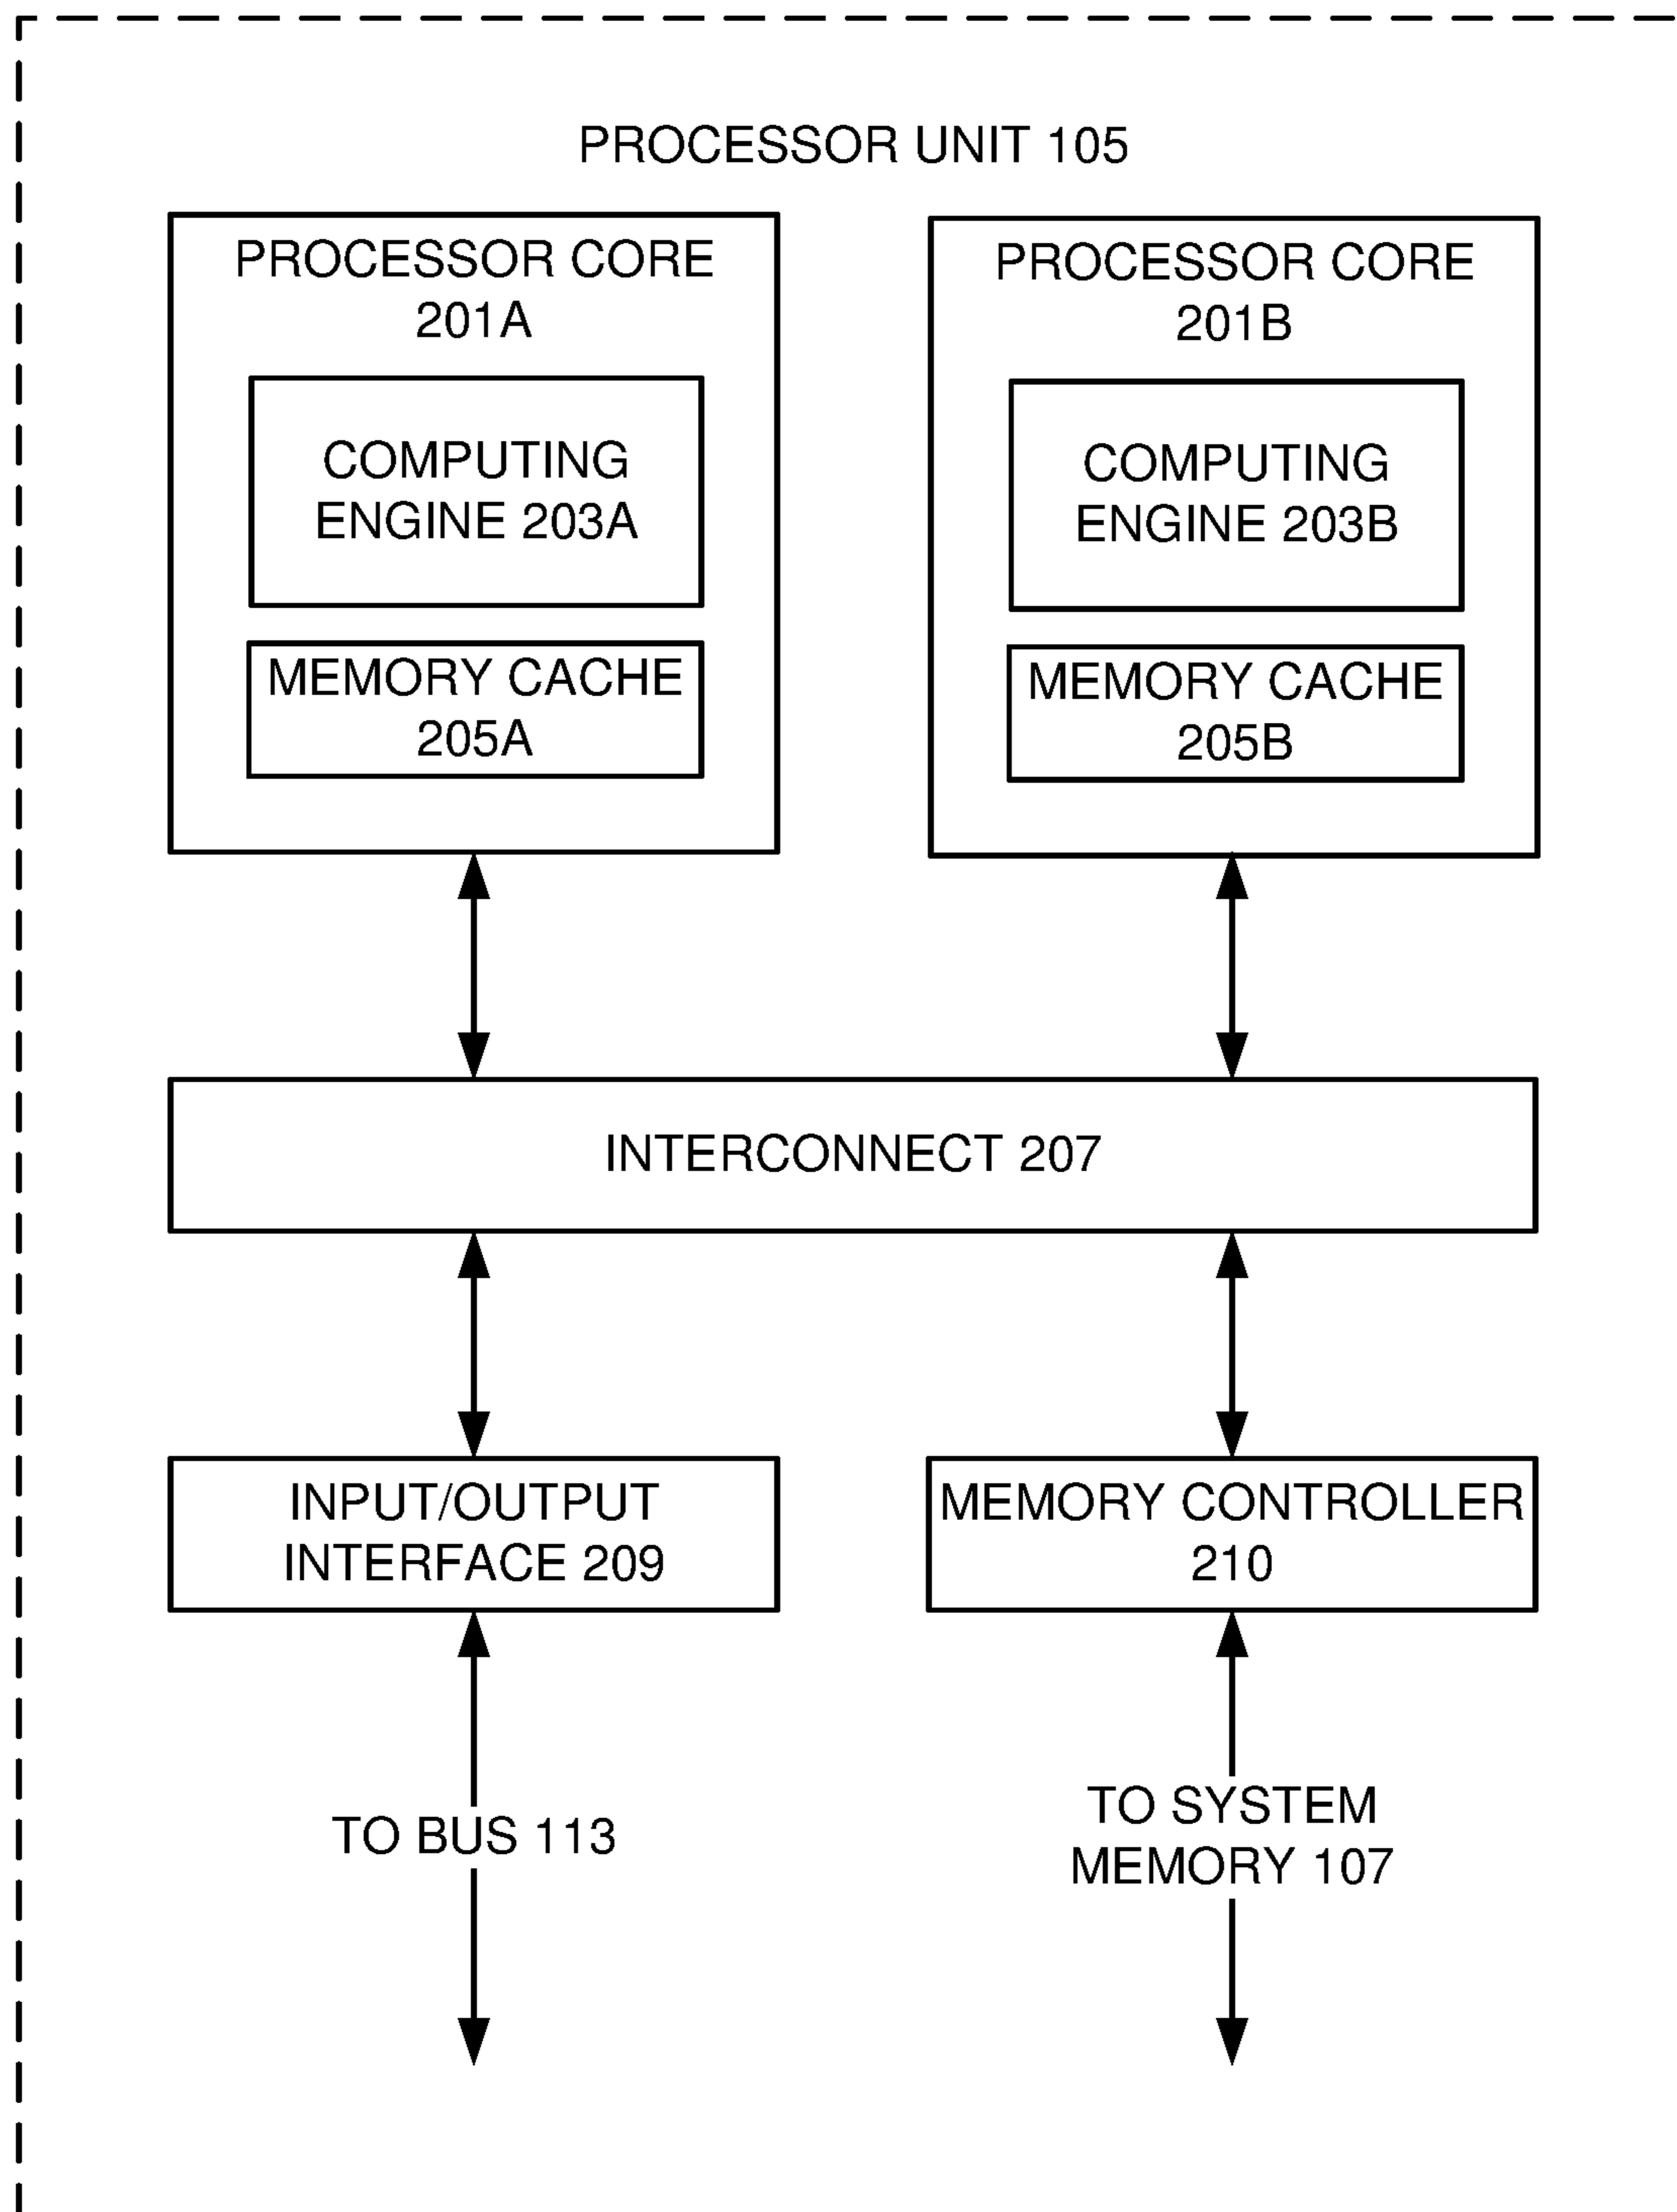 PROCESSOR UNIT 105
PROCESSOR CORE
201A
COMPUTING
ENGINE 203A
MEMORY CACHE
205A
PROCESSOR CORE
201B
COMPUTING
ENGINE 203B
MEMORY CACHE
205B
INTERCONNECT 207
INPUT/OUTPUT
INTERFACE 209
MEMORY CONTROLLER
210
TO BUS 113
TO SYSTEM
MEMORY 107